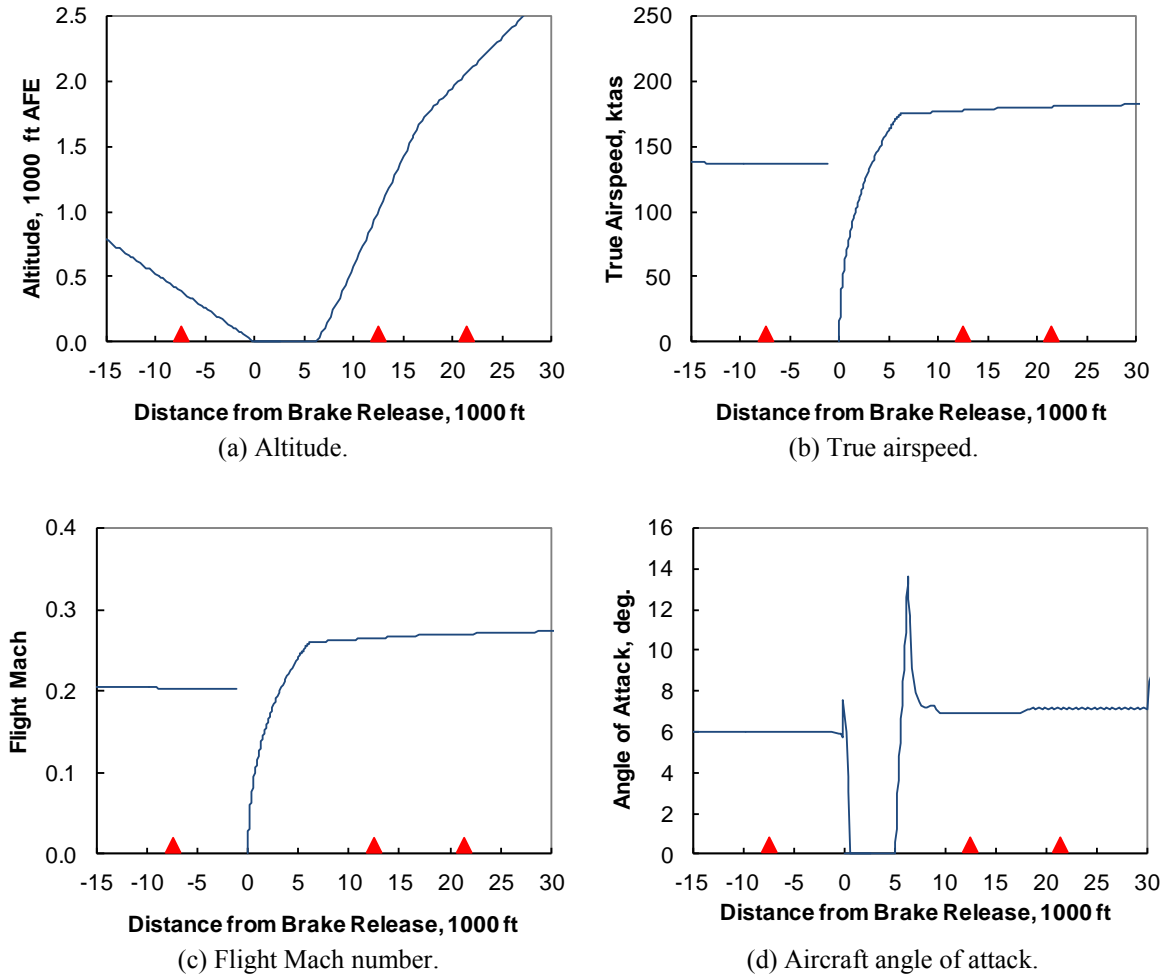 2.5
2.0
1.5
1.0
0.5
0.0
Altitude, 1000 ft AFE
-15 -10 -5 0 5 10 15 20 25 30
Distance from Brake Release, 1000 ft
(a) Altitude.
250
200
150
100
50
0
True Airspeed, ktas
-15 -10 -5 0 5 10 15 20 25 30
Distance from Brake Release, 1000 ft
(b) True airspeed.
0.4
0.3
0.2
0.1
0.0
Flight Mach
-15 -10 -5 0 5 10 15 20 25 30
Distance from Brake Release, 1000 ft
(c) Flight Mach number.
16
14
12
10
8
6
4
2
0
Angle of Attack, deg.
-15 -10 -5 0 5 10 15 20 25 30
Distance from Brake Release, 1000 ft
(d) Aircraft angle of attack.